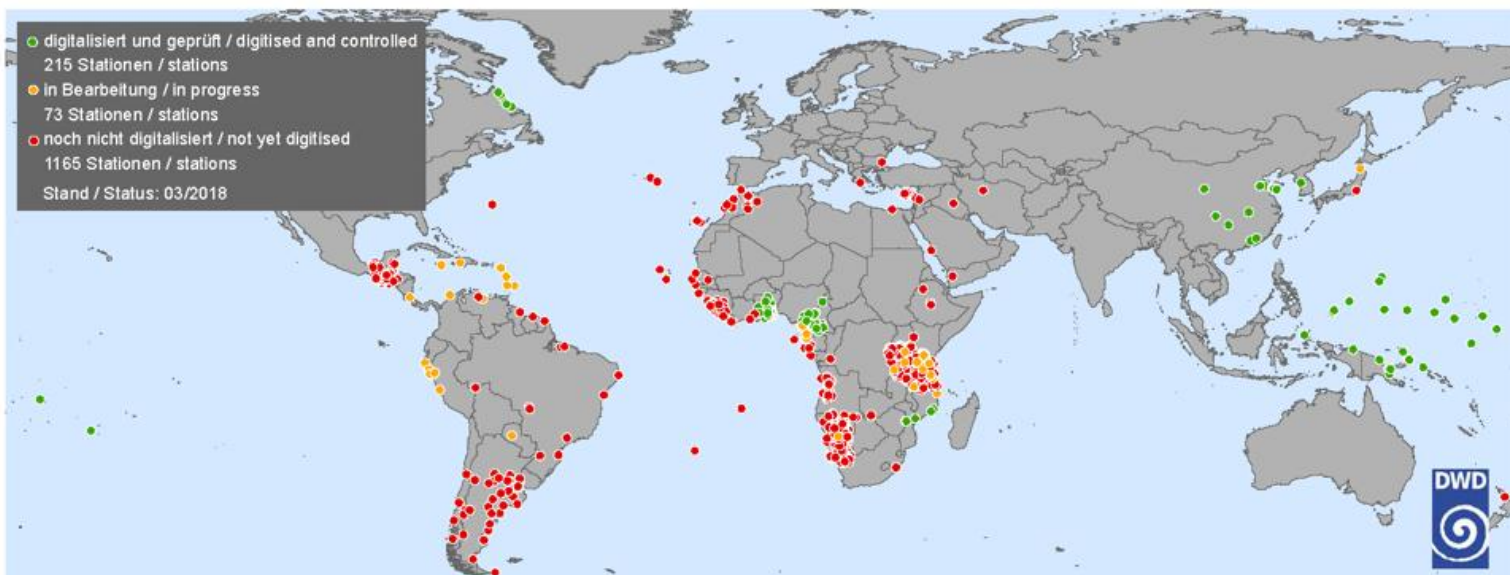 digitalisiert und geprüft / digitised and controlled
215 Stationen / stations
in Bearbeitung / in progress
73 Stationen / stations
noch nicht digitalisiert / not yet digitised
1165 Stationen / stations
Stand / Status: 03/2018
DWD